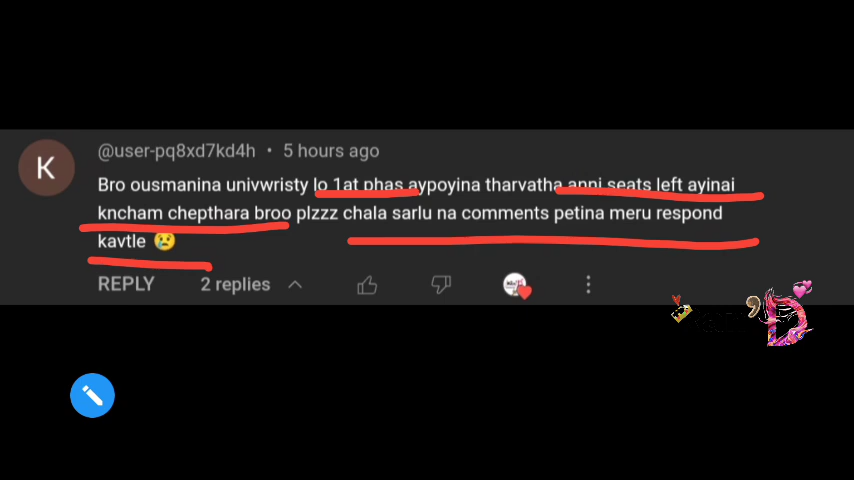 K
@user-pq8xd7kd4h • 5 hours ago
Bro ousmanina univwristy lo 1at phas aypoyina tharvatha anni seats left ayinai
kncham chepthara broo plzzz chala sarlu na comments petina meru respond
kavtle 😢
REPLY 2 replies